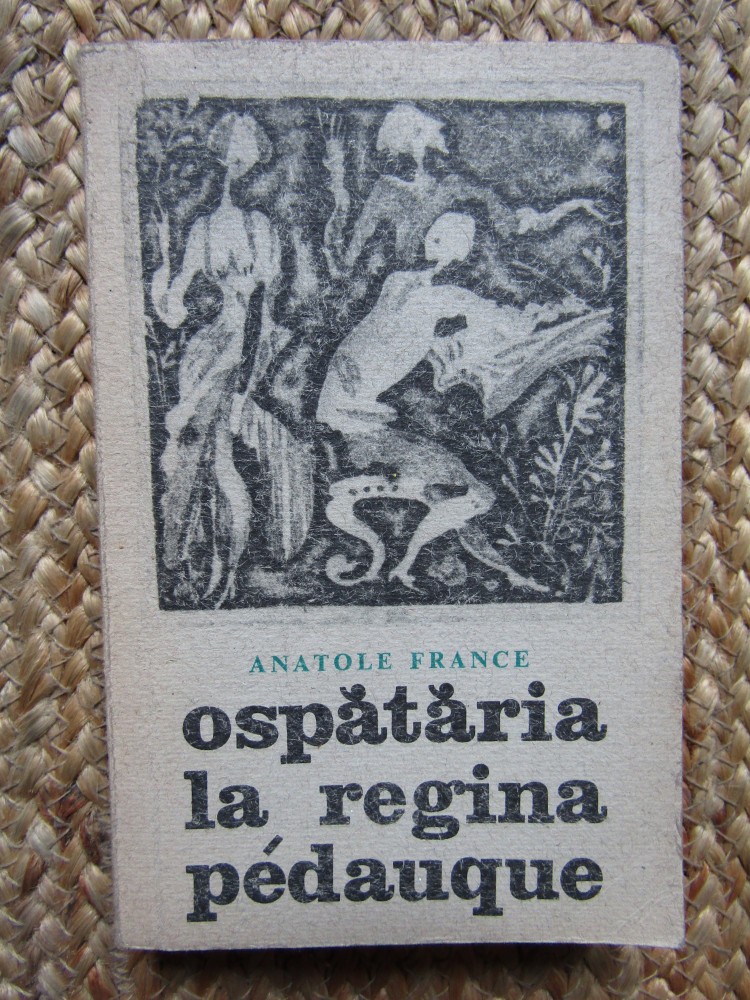 ANATOLE FRANCE
ospătăria
la regina
pédauque